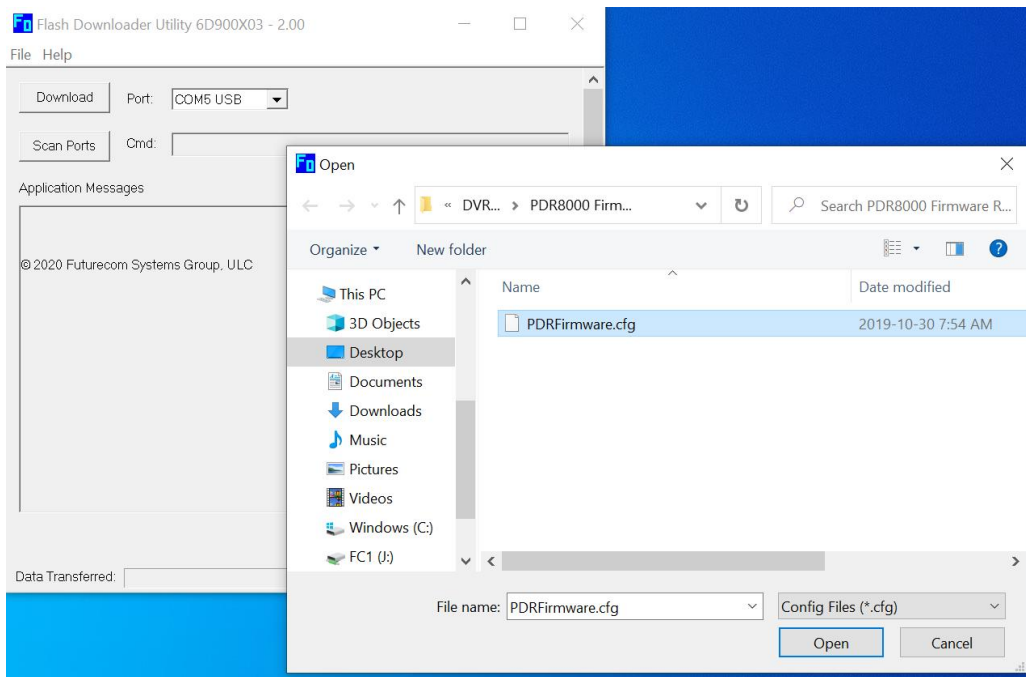 FD Flash Downloader Utility 6D900X03 - 2.00
File Help
Download Port: COM5 USB
Scan Ports Cmd:
Application Messages
© 2020 Futurecom Systems Group, ULC
Data Transferred:
FD Open
« DVR... > PDR8000 Firm... Search PDR8000 Firmware R...
Organize New folder ?
This PC
3D Objects
Desktop
Documents
Downloads
Music
Pictures
Videos
Windows (C:)
FC1 (J:)
Name Date modified
PDRFirmware.cfg 2019-10-30 7:54 AM
File name: PDRFirmware.cfg Config Files (*.cfg)
Open Cancel